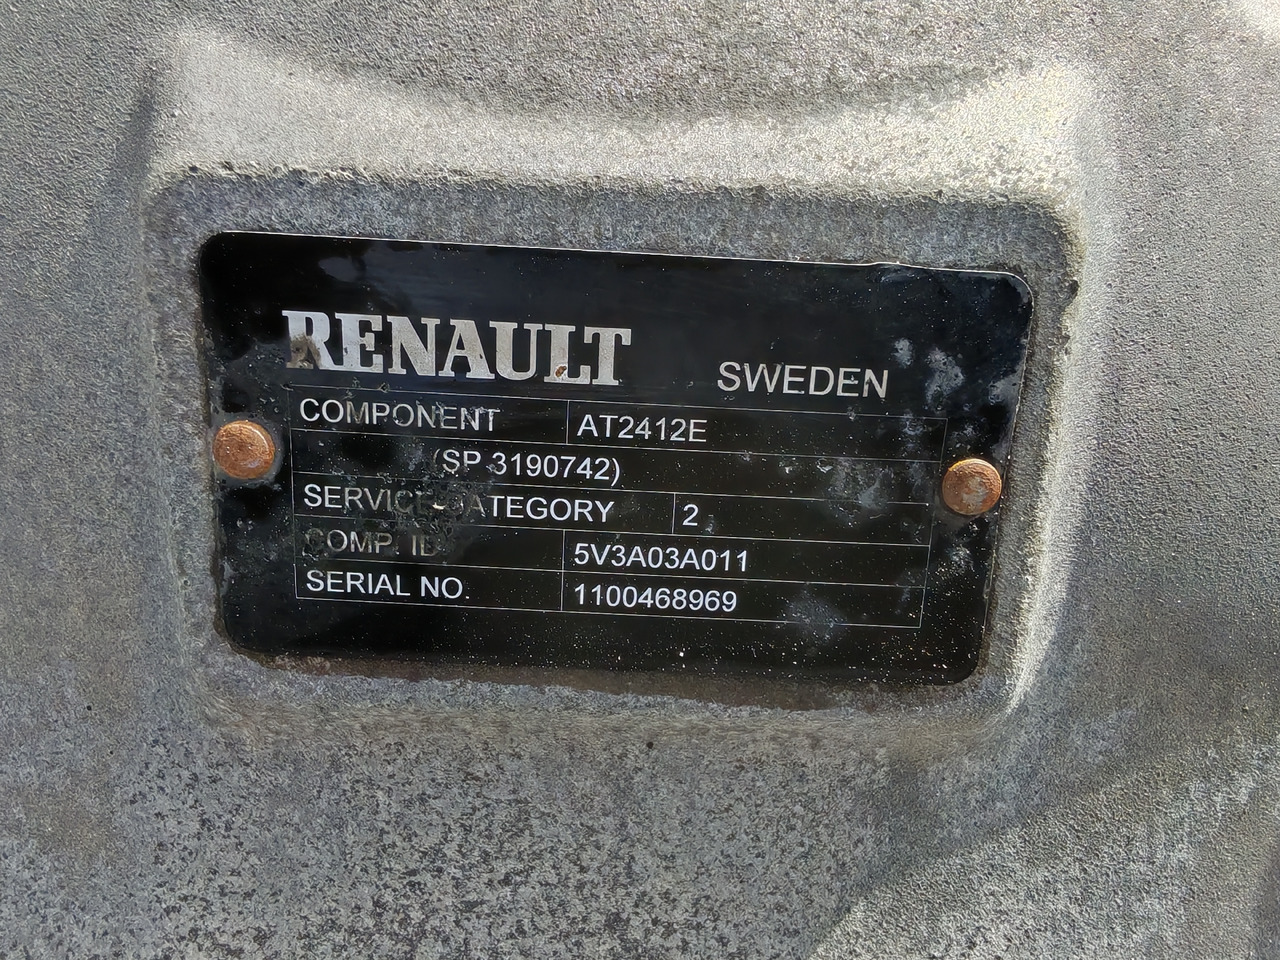 RENAULT SWEDEN
COMPONENT AT2412E
(SP 3190742)
SERVICE CATEGORY 2
COMP. ID 5V3A03A011
SERIAL NO. 1100468969